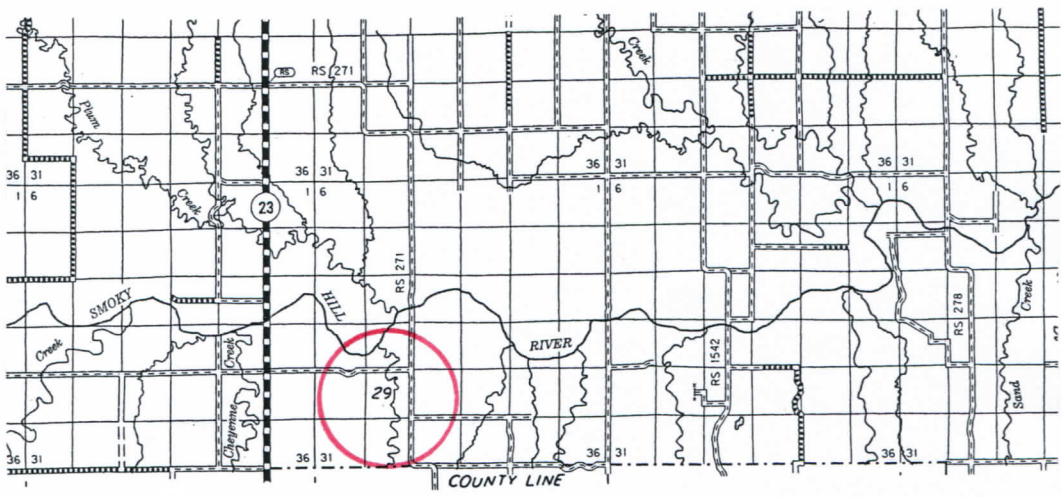 RS RS 271
Creek
Plum
Creek
36 31
1 6
36 31
1 6
36 31
1 6
36 31
1 6
23
RS 271
SMOKY
HILL
RIVER
Creek
Creek
Cheyenne
29
RS 1542
RS 278
Creek
Sand
36 31
36 31
36 31
36 31
COUNTY LINE